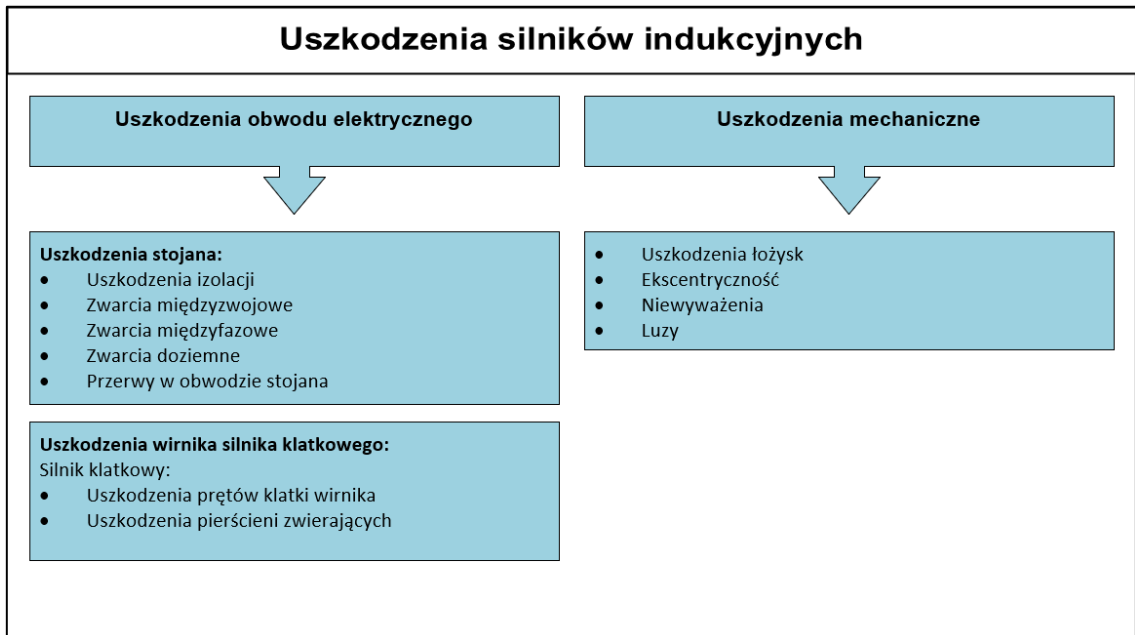 Uszkodzenia silników indukcyjnych
Uszkodzenia obwodu elektrycznego
Uszkodzenia stojana:
• Uszkodzenia izolacji
• Zwarcia międzyzwojowe
• Zwarcia międzyfazowe
• Zwarcia doziemne
• Przerwy w obwodzie stojana
Uszkodzenia wirnika silnika klatkowego:
Silnik klatkowy:
• Uszkodzenia prętów klatki wirnika
• Uszkodzenia pierścieni zwierających
Uszkodzenia mechaniczne
• Uszkodzenia łożysk
• Ekscentryczność
• Niewyważenia
• Luzy